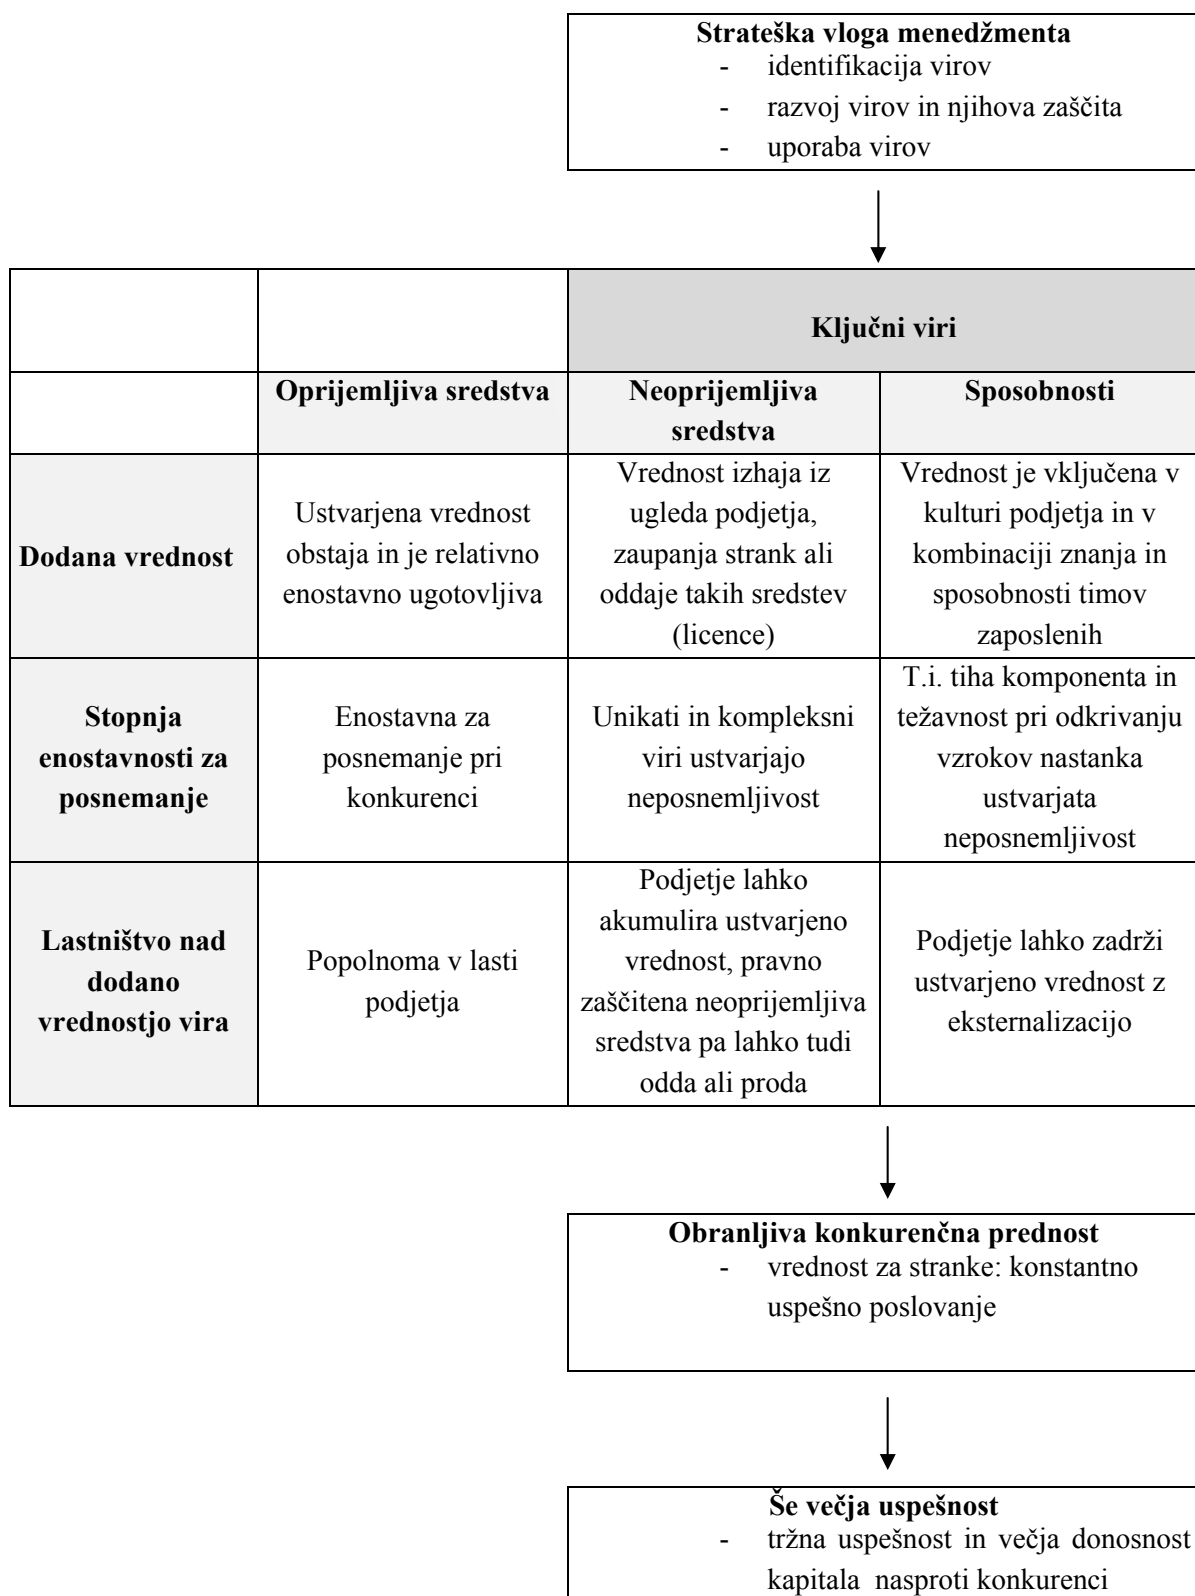 Strateška vloga menedžmenta
- identifikacija virov
- razvoj virov in njihova zaščita
- uporaba virov
Ključni viri
Oprijemljiva sredstva
Neoprijemljiva
sredstva
Sposobnosti
Dodana vrednost
Ustvarjena vrednost
obstaja in je relativno
enostavno ugotovljiva
Vrednost izhaja iz
ugleda podjetja,
zaupanja strank ali
oddaje takih sredstev
(licence)
Vrednost je vključena v
kulturi podjetja in v
kombinaciji znanja in
sposobnosti timov
zaposlenih
Stopnja
enostavnosti za
posnemanje
Enostavna za
posnemanje pri
konkurenci
Unikati in kompleksni
viri ustvarjajo
neposnemljivost
T.i. tiha komponenta in
težavnost pri odkrivanju
vzrokov nastanka
ustvarjata
neposnemljivost
Lastništvo nad
dodano
vrednostjo vira
Popolnoma v lasti
podjetja
Podjetje lahko
akumulira ustvarjeno
vrednost, pravno
zaščitena neoprijemljiva
sredstva pa lahko tudi
odda ali proda
Podjetje lahko zadrži
ustvarjeno vrednost z
eksternalizacijo
Obranljiva konkurenčna prednost
- vrednost za stranke: konstantno
uspešno poslovanje
Še večja uspešnost
- tržna uspešnost in večja donosnost
kapitala nasproti konkurenci